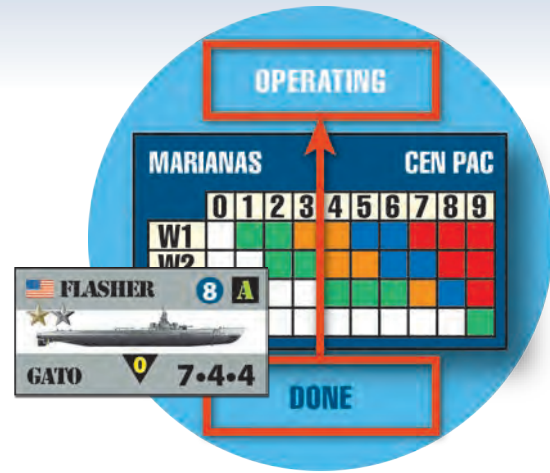 OPERATING
MARIANAS CEN PAC
0 1 2 3 4 5 6 7 8 9
W1
W2
FLASHER 8 A
GATO 0 7•4•4
DONE